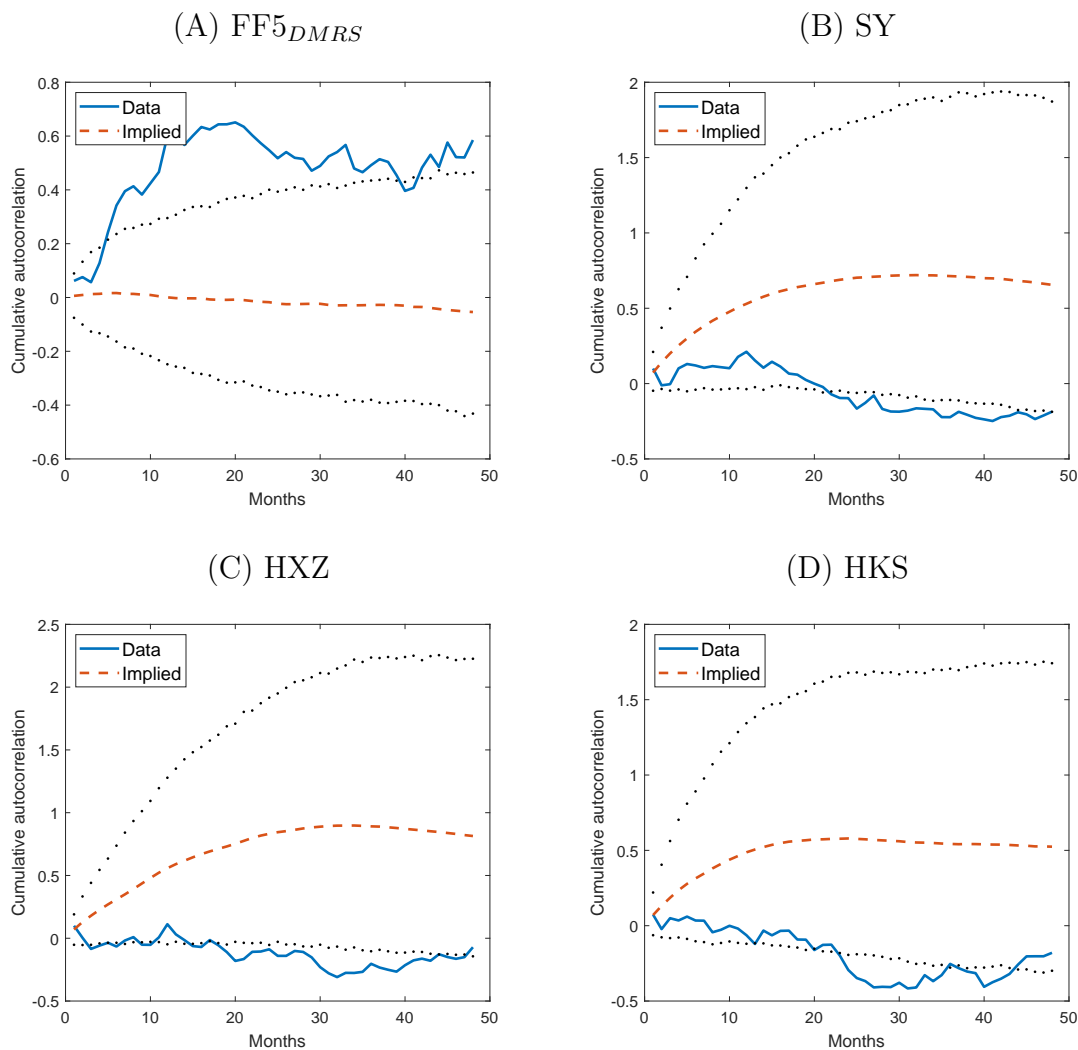 (A) FF5DMRS
0.8
0.6
0.4
0.2
0
-0.2
-0.4
-0.6
Cumulative autocorrelation
Data
Implied
0 10 20 30 40 50
Months
(B) SY
2
1.5
1
0.5
0
-0.5
Cumulative autocorrelation
Data
Implied
0 10 20 30 40 50
Months
(C) HXZ
2.5
2
1.5
1
0.5
0
-0.5
Cumulative autocorrelation
Data
Implied
0 10 20 30 40 50
Months
(D) HKS
2
1.5
1
0.5
0
-0.5
Cumulative autocorrelation
Data
Implied
0 10 20 30 40 50
Months